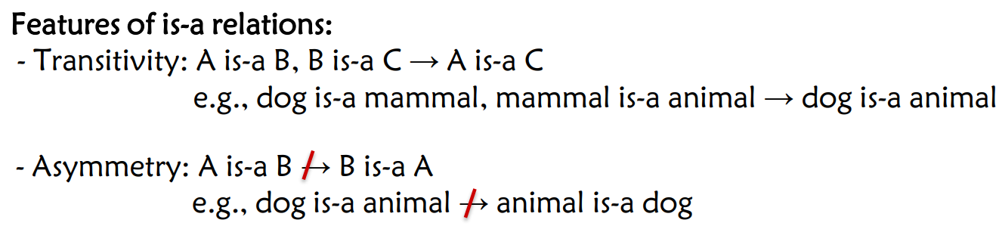 Features of is-a relations:
- Transitivity: A is-a B, B is-a C → A is-a C
e.g., dog is-a mammal, mammal is-a animal → dog is-a animal
- Asymmetry: A is-a B ↛ B is-a A
e.g., dog is-a animal ↛ animal is-a dog